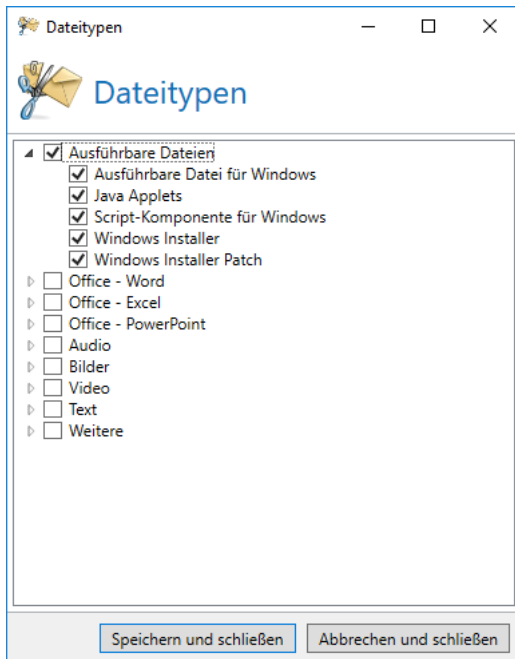 Dateitypen
Dateitypen
Ausführbare Dateien
Ausführbare Datei für Windows
Java Applets
Script-Komponente für Windows
Windows Installer
Windows Installer Patch
Office - Word
Office - Excel
Office - PowerPoint
Audio
Bilder
Video
Text
Weitere
Speichern und schließen Abbrechen und schließen